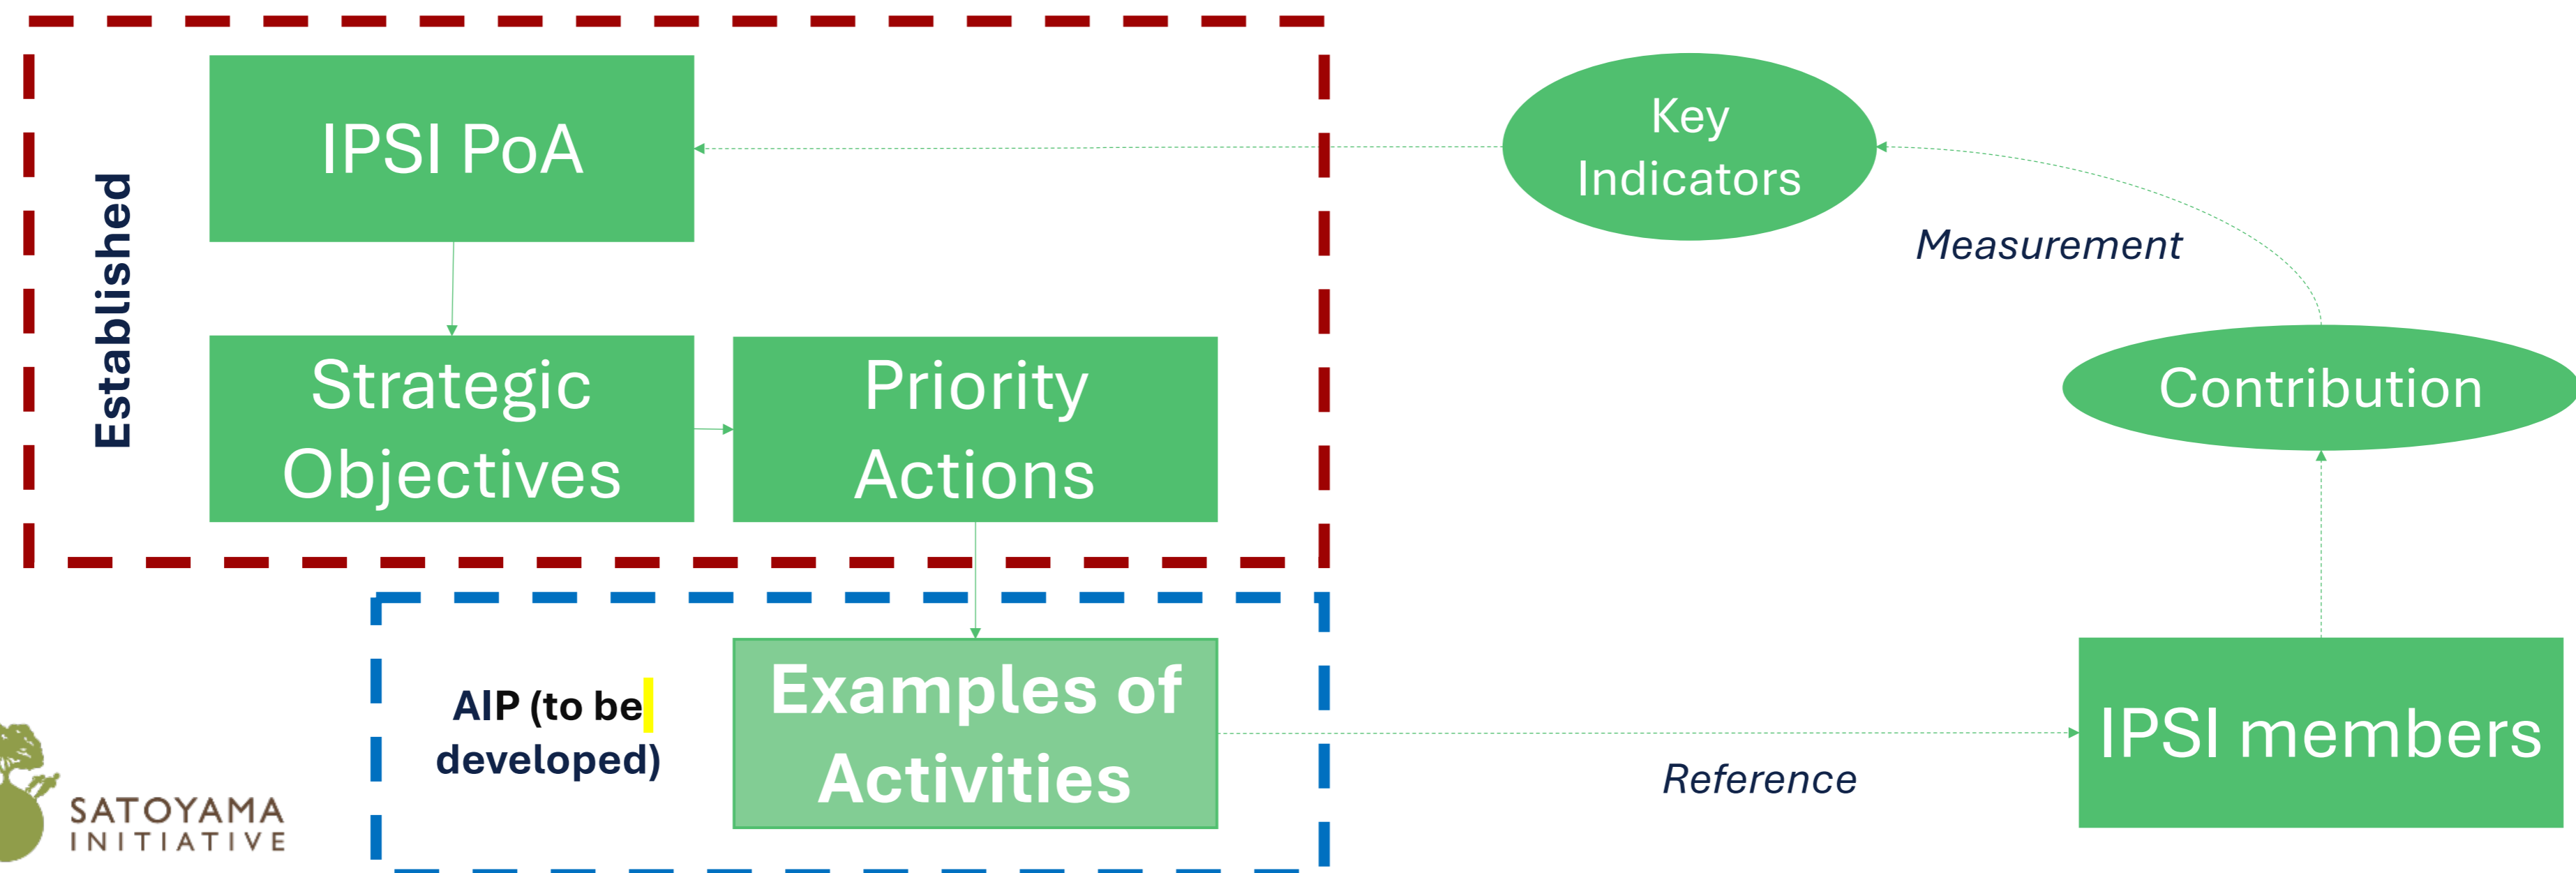 Established
IPSI PoA
Key
Indicators
Measurement
Strategic
Objectives
Priority
Actions
Contribution
AIP (to be
developed)
Examples of
Activities
Reference
IPSI members
SATOYAMA
INITIATIVE